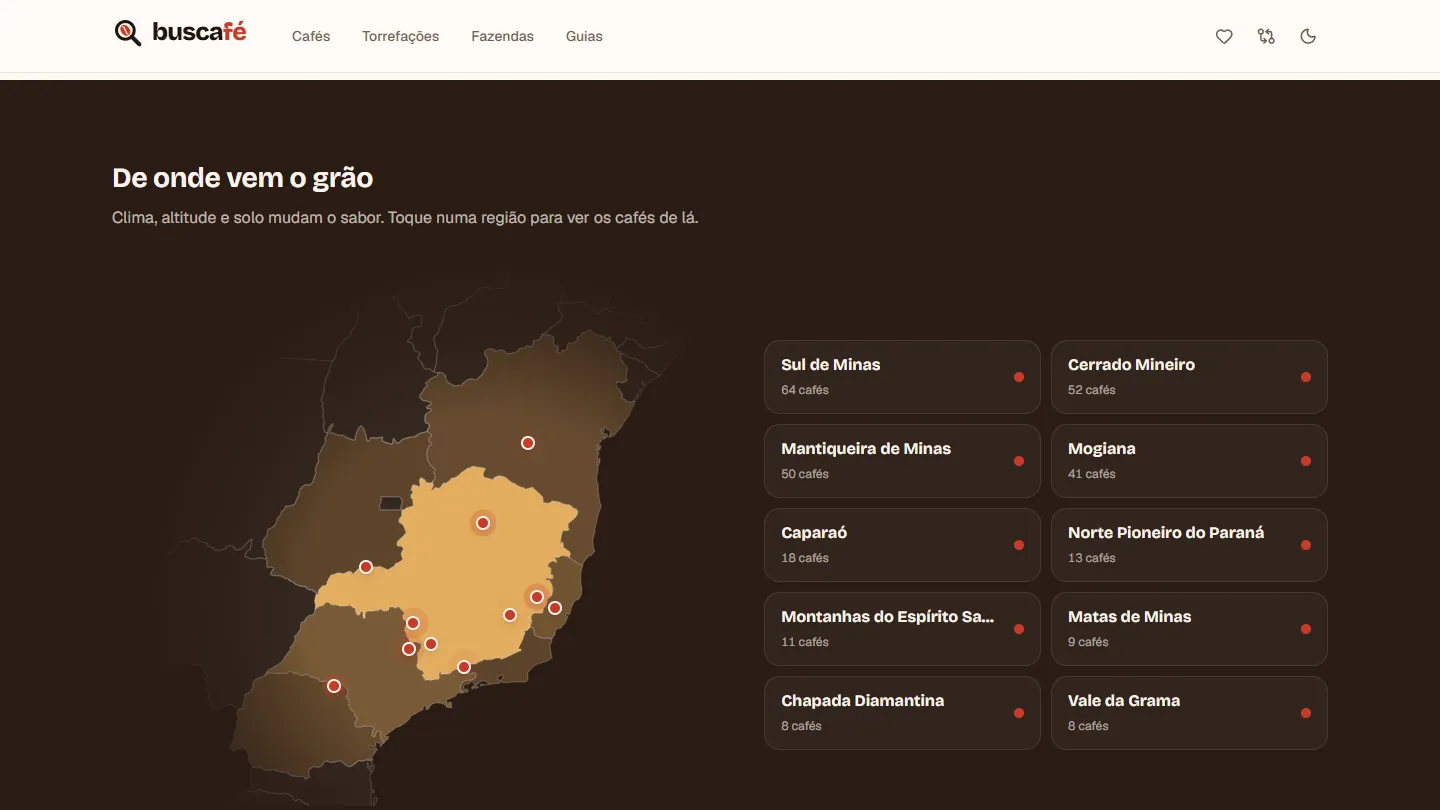 buscafé
Cafés
Torrefações
Fazendas
Guias
De onde vem o grão
Clima, altitude e solo mudam o sabor. Toque numa região para ver os cafés de lá.
Sul de Minas
64 cafés
Cerrado Mineiro
52 cafés
Mantiqueira de Minas
50 cafés
Mogiana
41 cafés
Caparaó
18 cafés
Norte Pioneiro do Paraná
13 cafés
Montanhas do Espírito Sa...
11 cafés
Matas de Minas
9 cafés
Chapada Diamantina
8 cafés
Vale da Grama
8 cafés